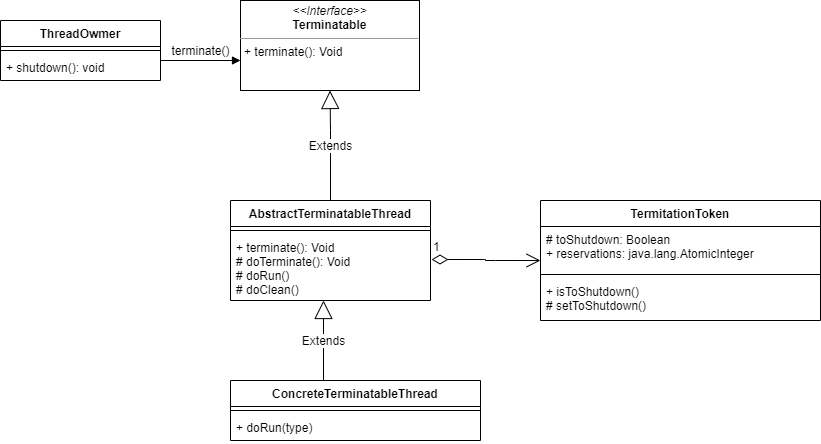 <<Interface>>
Terminatable
+ terminate(): Void
ThreadOwmer
+ shutdown(): void
terminate()
Extends
AbstractTerminatableThread
+ terminate(): Void
# doTerminate(): Void
# doRun()
# doClean()
1
TermitationToken
# toShutdown: Boolean
+ reservations: java.lang.AtomicInteger
+ isToShutdown()
# setToShutdown()
Extends
ConcreteTerminatableThread
+ doRun(type)